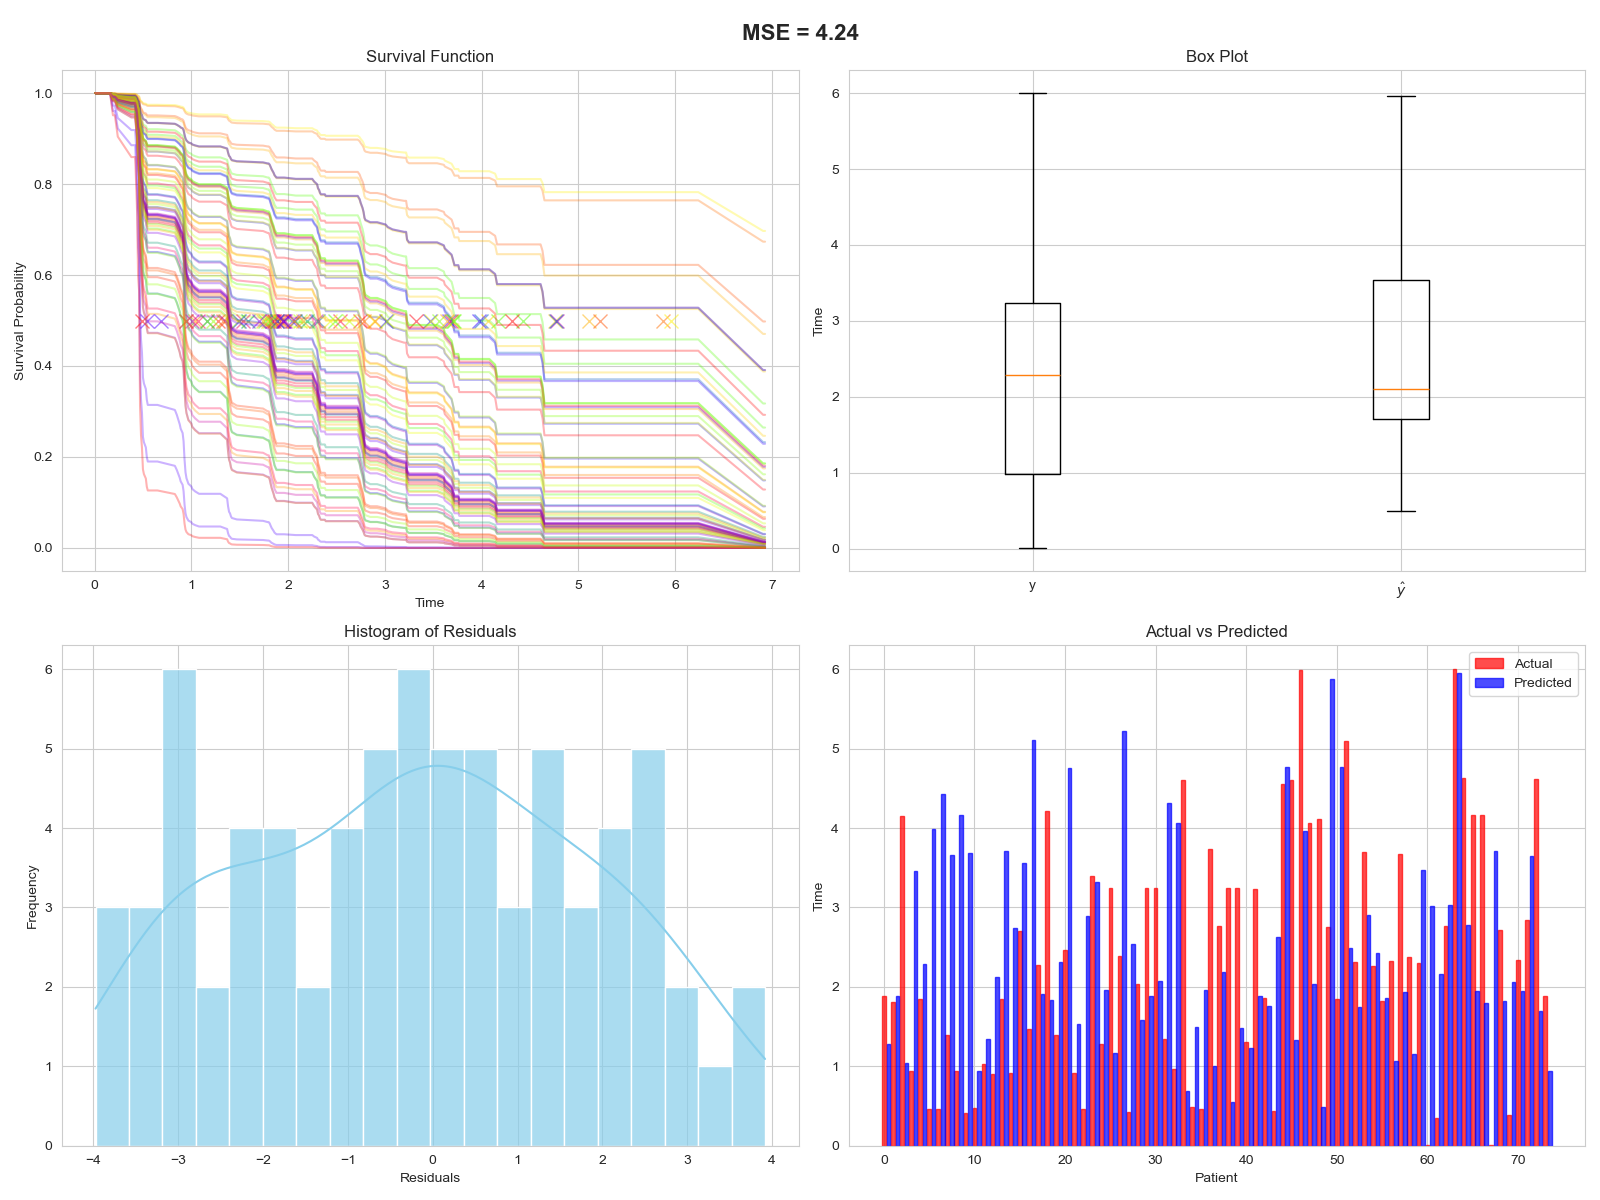 MSE = 4.24
Survival Function
Survival Probability
1.0
0.8
0.6
0.4
0.2
0.0
0 1 2 3 4 5 6 7
Time
Box Plot
Time
6
5
4
3
2
1
0
y ŷ
Histogram of Residuals
Frequency
6
5
4
3
2
1
0
−4 −3 −2 −1 0 1 2 3 4
Residuals
Actual vs Predicted
Actual
Predicted
Time
6
5
4
3
2
1
0
0 10 20 30 40 50 60 70
Patient